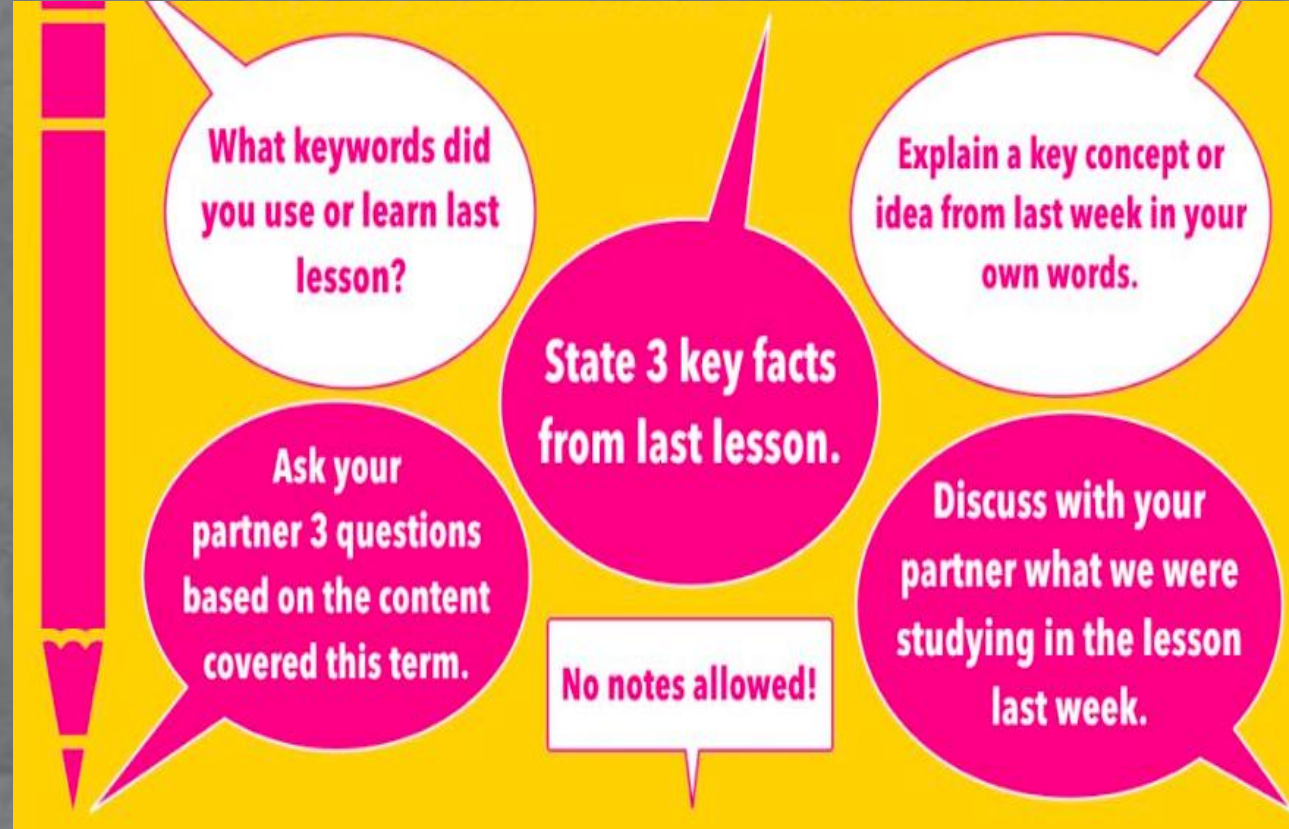 What keywords did
you use or learn last
lesson?
Explain a key concept or
idea from last week in your
own words.
State 3 key facts
from last lesson.
Ask your
partner 3 questions
based on the content
covered this term.
Discuss with your
partner what we were
studying in the lesson
last week.
No notes allowed!